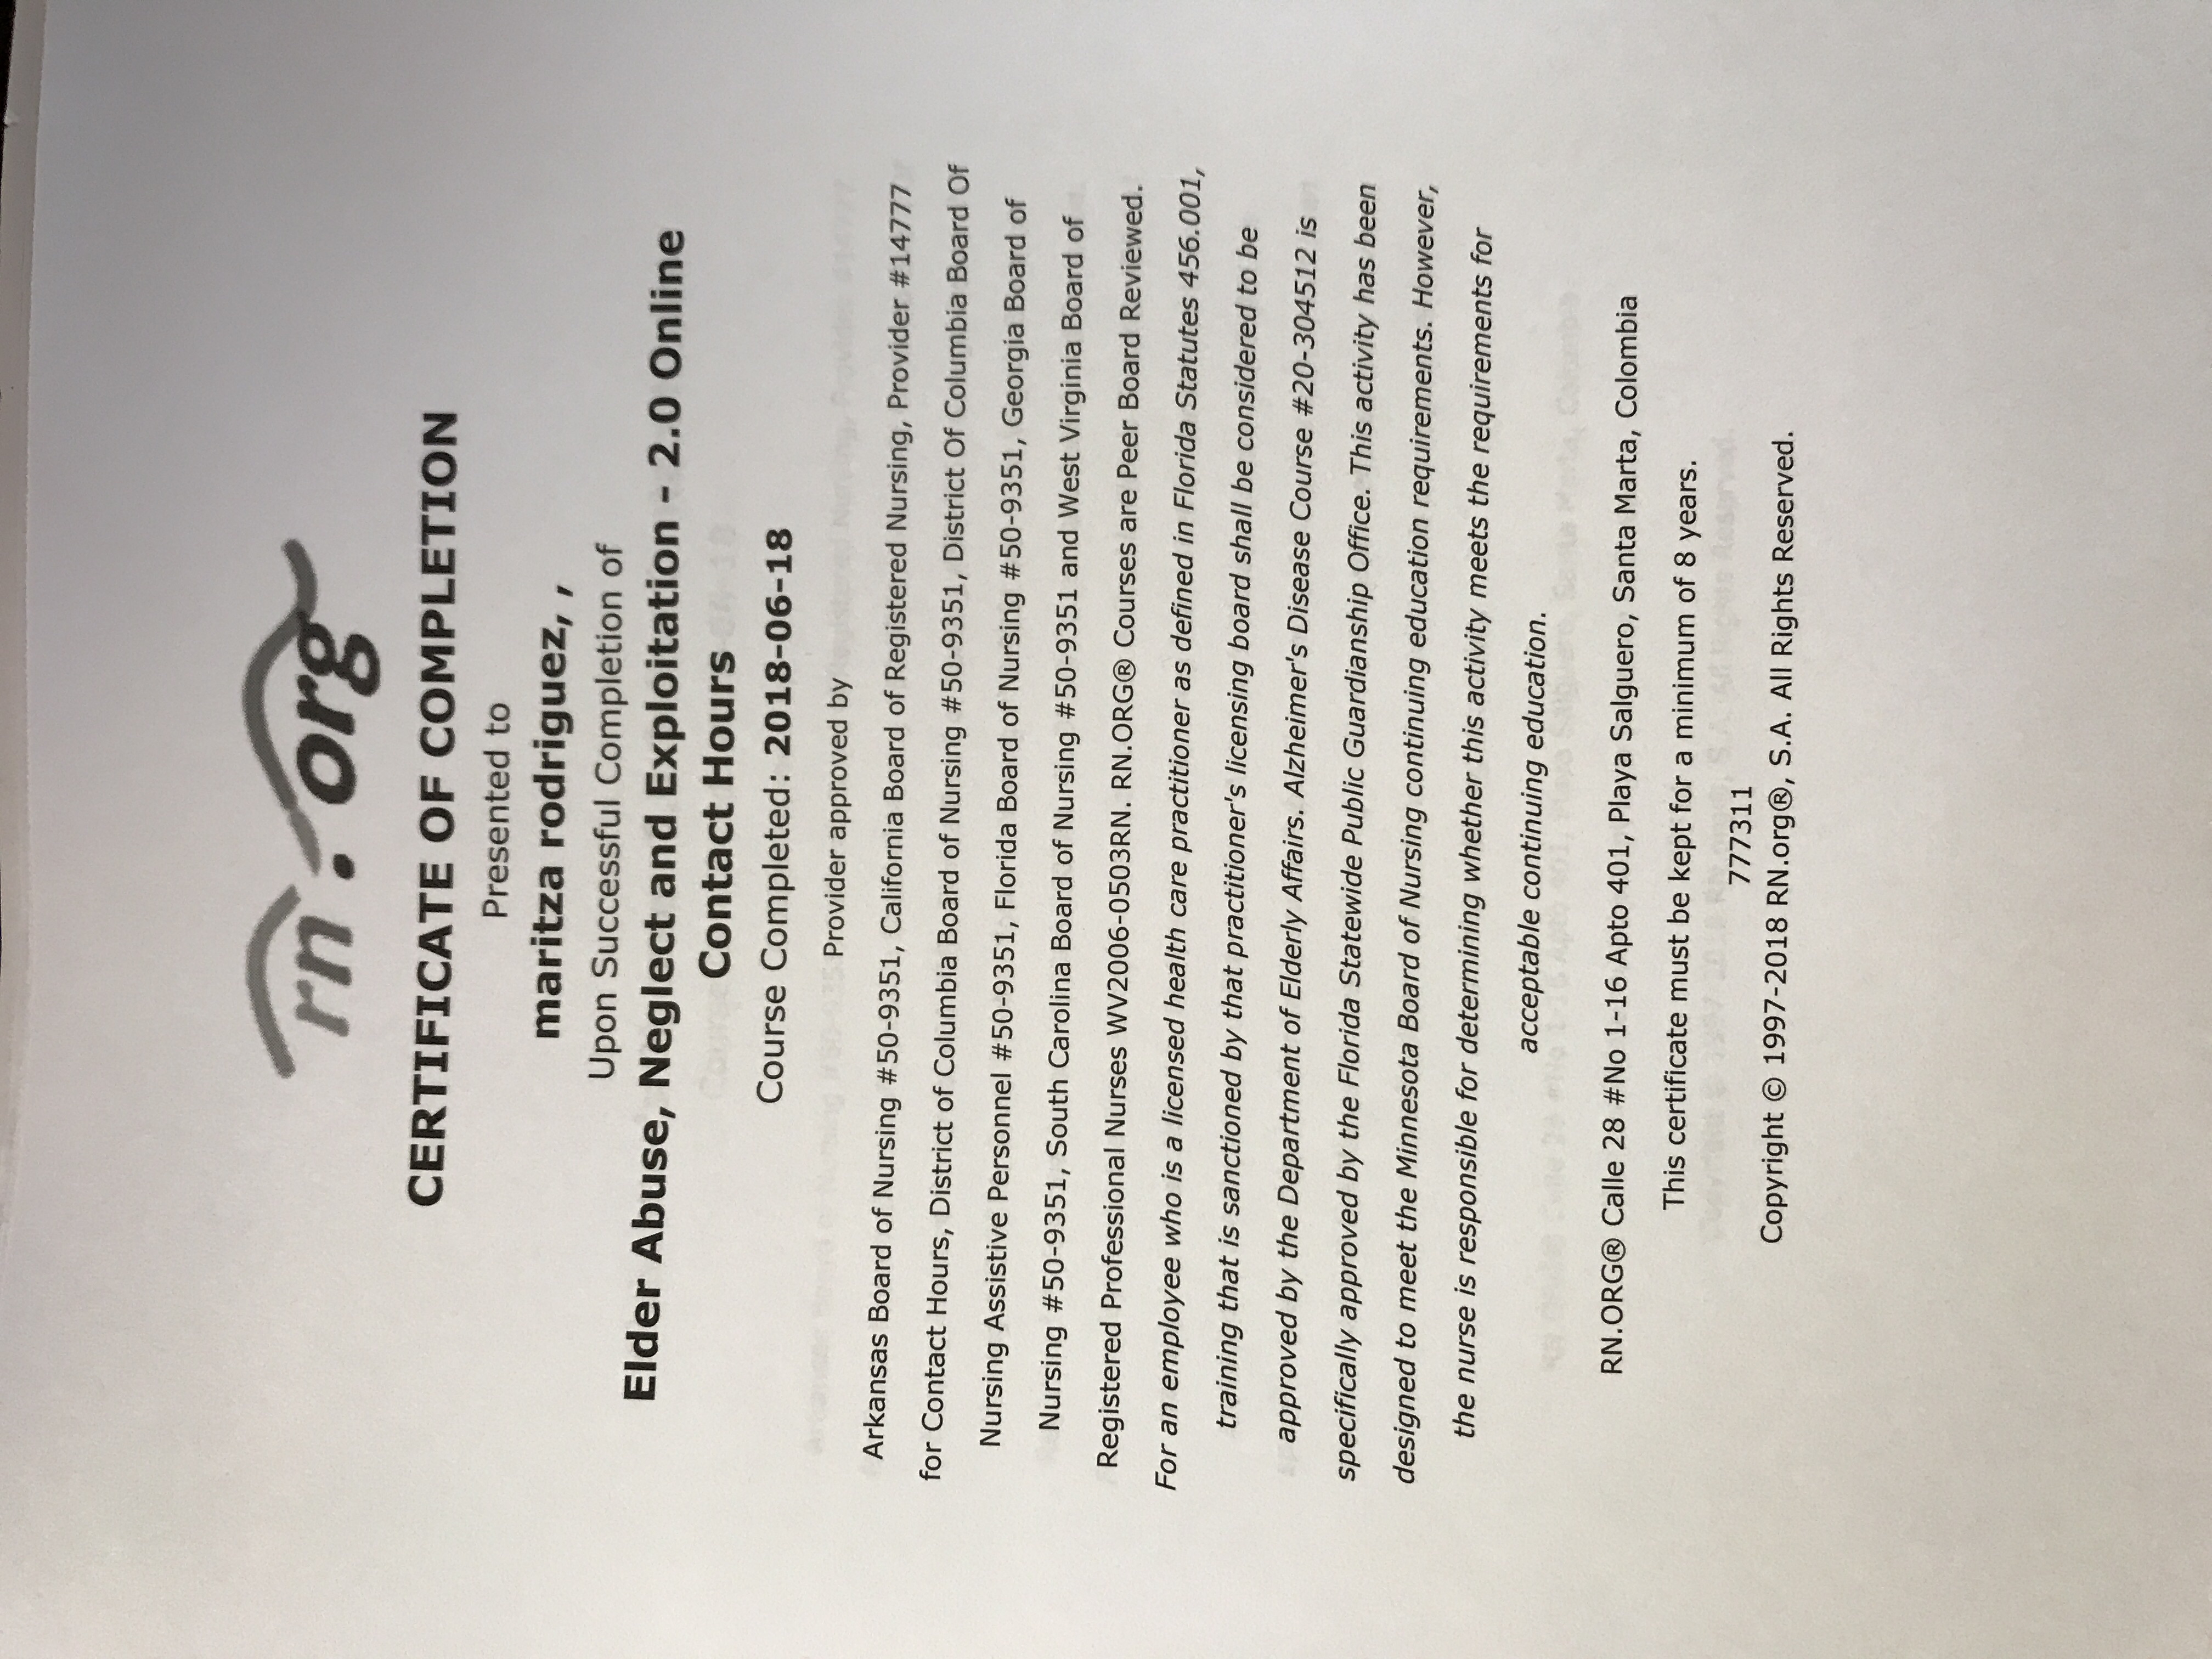 rn.org
CERTIFICATE OF COMPLETION
Presented to
maritza rodriguez, ,
Upon Successful Completion of
Elder Abuse, Neglect and Exploitation - 2.0 Online
Contact Hours
Course Completed: 2018-06-18
Provider approved by
Arkansas Board of Nursing #50-9351, California Board of Registered Nursing, Provider #14777
for Contact Hours, District of Columbia Board of Nursing #50-9351, District Of Columbia Board Of
Nursing Assistive Personnel #50-9351, Florida Board of Nursing #50-9351, Georgia Board of
Nursing #50-9351, South Carolina Board of Nursing #50-9351 and West Virginia Board of
Registered Professional Nurses WV2006-0503RN. RN.ORG® Courses are Peer Board Reviewed.
For an employee who is a licensed health care practitioner as defined in Florida Statutes 456.001,
training that is sanctioned by that practitioner's licensing board shall be considered to be
approved by the Department of Elderly Affairs. Alzheimer's Disease Course #20-304512 is
specifically approved by the Florida Statewide Public Guardianship Office. This activity has been
designed to meet the Minnesota Board of Nursing continuing education requirements. However,
the nurse is responsible for determining whether this activity meets the requirements for
acceptable continuing education.
RN.ORG® Calle 28 #No 1-16 Apto 401, Playa Salguero, Santa Marta, Colombia
This certificate must be kept for a minimum of 8 years.
777311
Copyright © 1997-2018 RN.org®, S.A. All Rights Reserved.